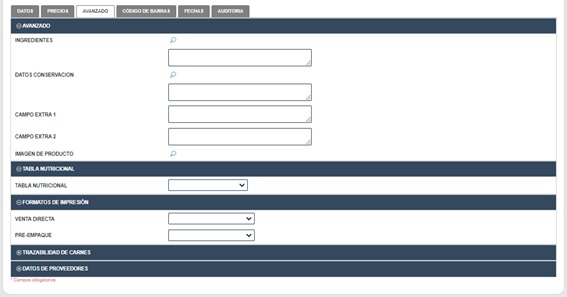 DATOS PRECIOS AVANZADO CÓDIGO DE BARRAS FECHAS AUDITORIA
AVANZADO
INGREDIENTES
DATOS CONSERVACION
CAMPO EXTRA 1
CAMPO EXTRA 2
IMAGEN DE PRODUCTO
TABLA NUTRICIONAL
TABLA NUTRICIONAL
FORMATOS DE IMPRESIÓN
VENTA DIRECTA
PRE-EMPAQUE
TRAZABILIDAD DE CARNES
DATOS DE PROVEEDORES
* Campos obligatorios